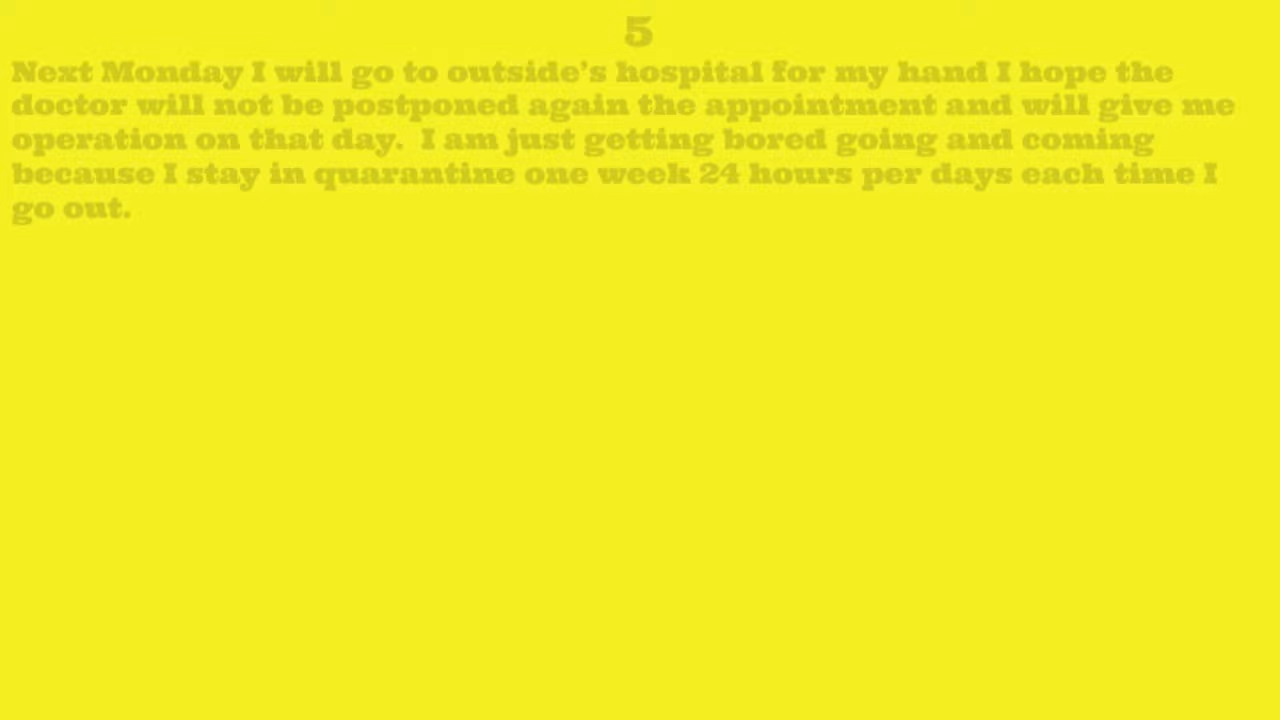 5
Next Monday I will go to outside's hospital for my hand I hope the
doctor will not be postponed again the appointment and will give me
operation on that day.  I am just getting bored going and coming
because I stay in quarantine one week 24 hours per days each time I
go out.